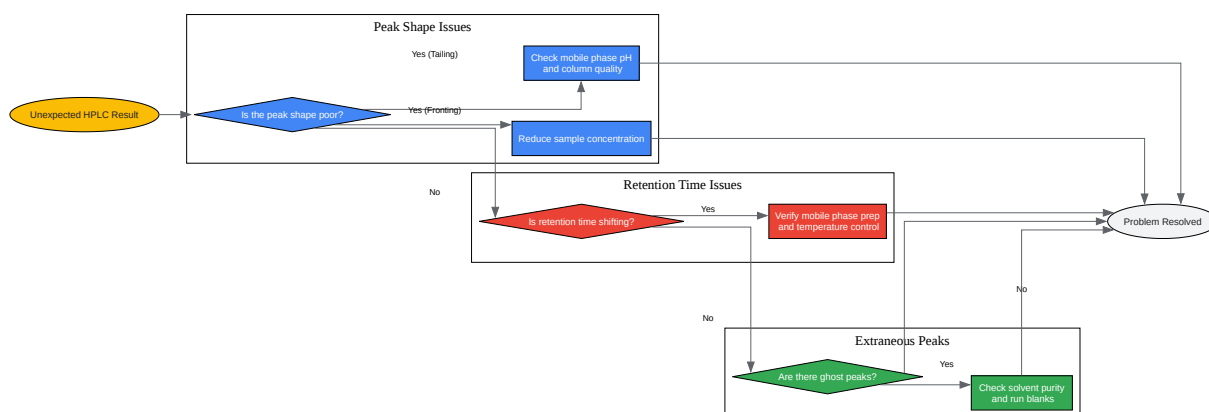 Peak Shape Issues
Yes (Tailing)
Check mobile phase pH
and column quality
Unexpected HPLC Result
Is the peak shape poor?
Yes (Fronting)
Reduce sample concentration
No
Retention Time Issues
Is retention time shifting?
Yes
Verify mobile phase prep
and temperature control
Problem Resolved
No
No
Extraneous Peaks
Are there ghost peaks?
Yes
Check solvent purity
and run blanks